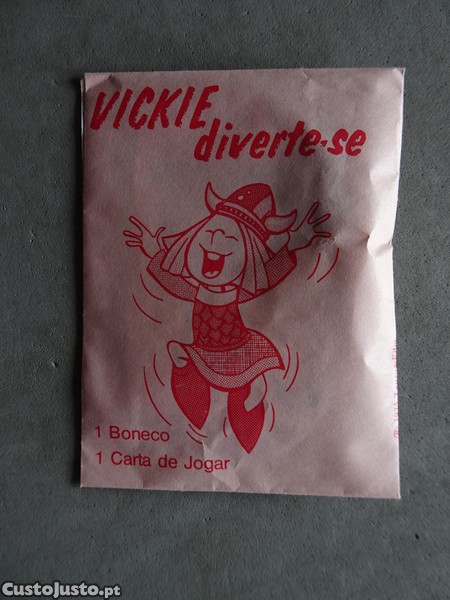 VICKIE
diverte-se
1 Boneco
1 Carta de Jogar
CustoJusto.pt